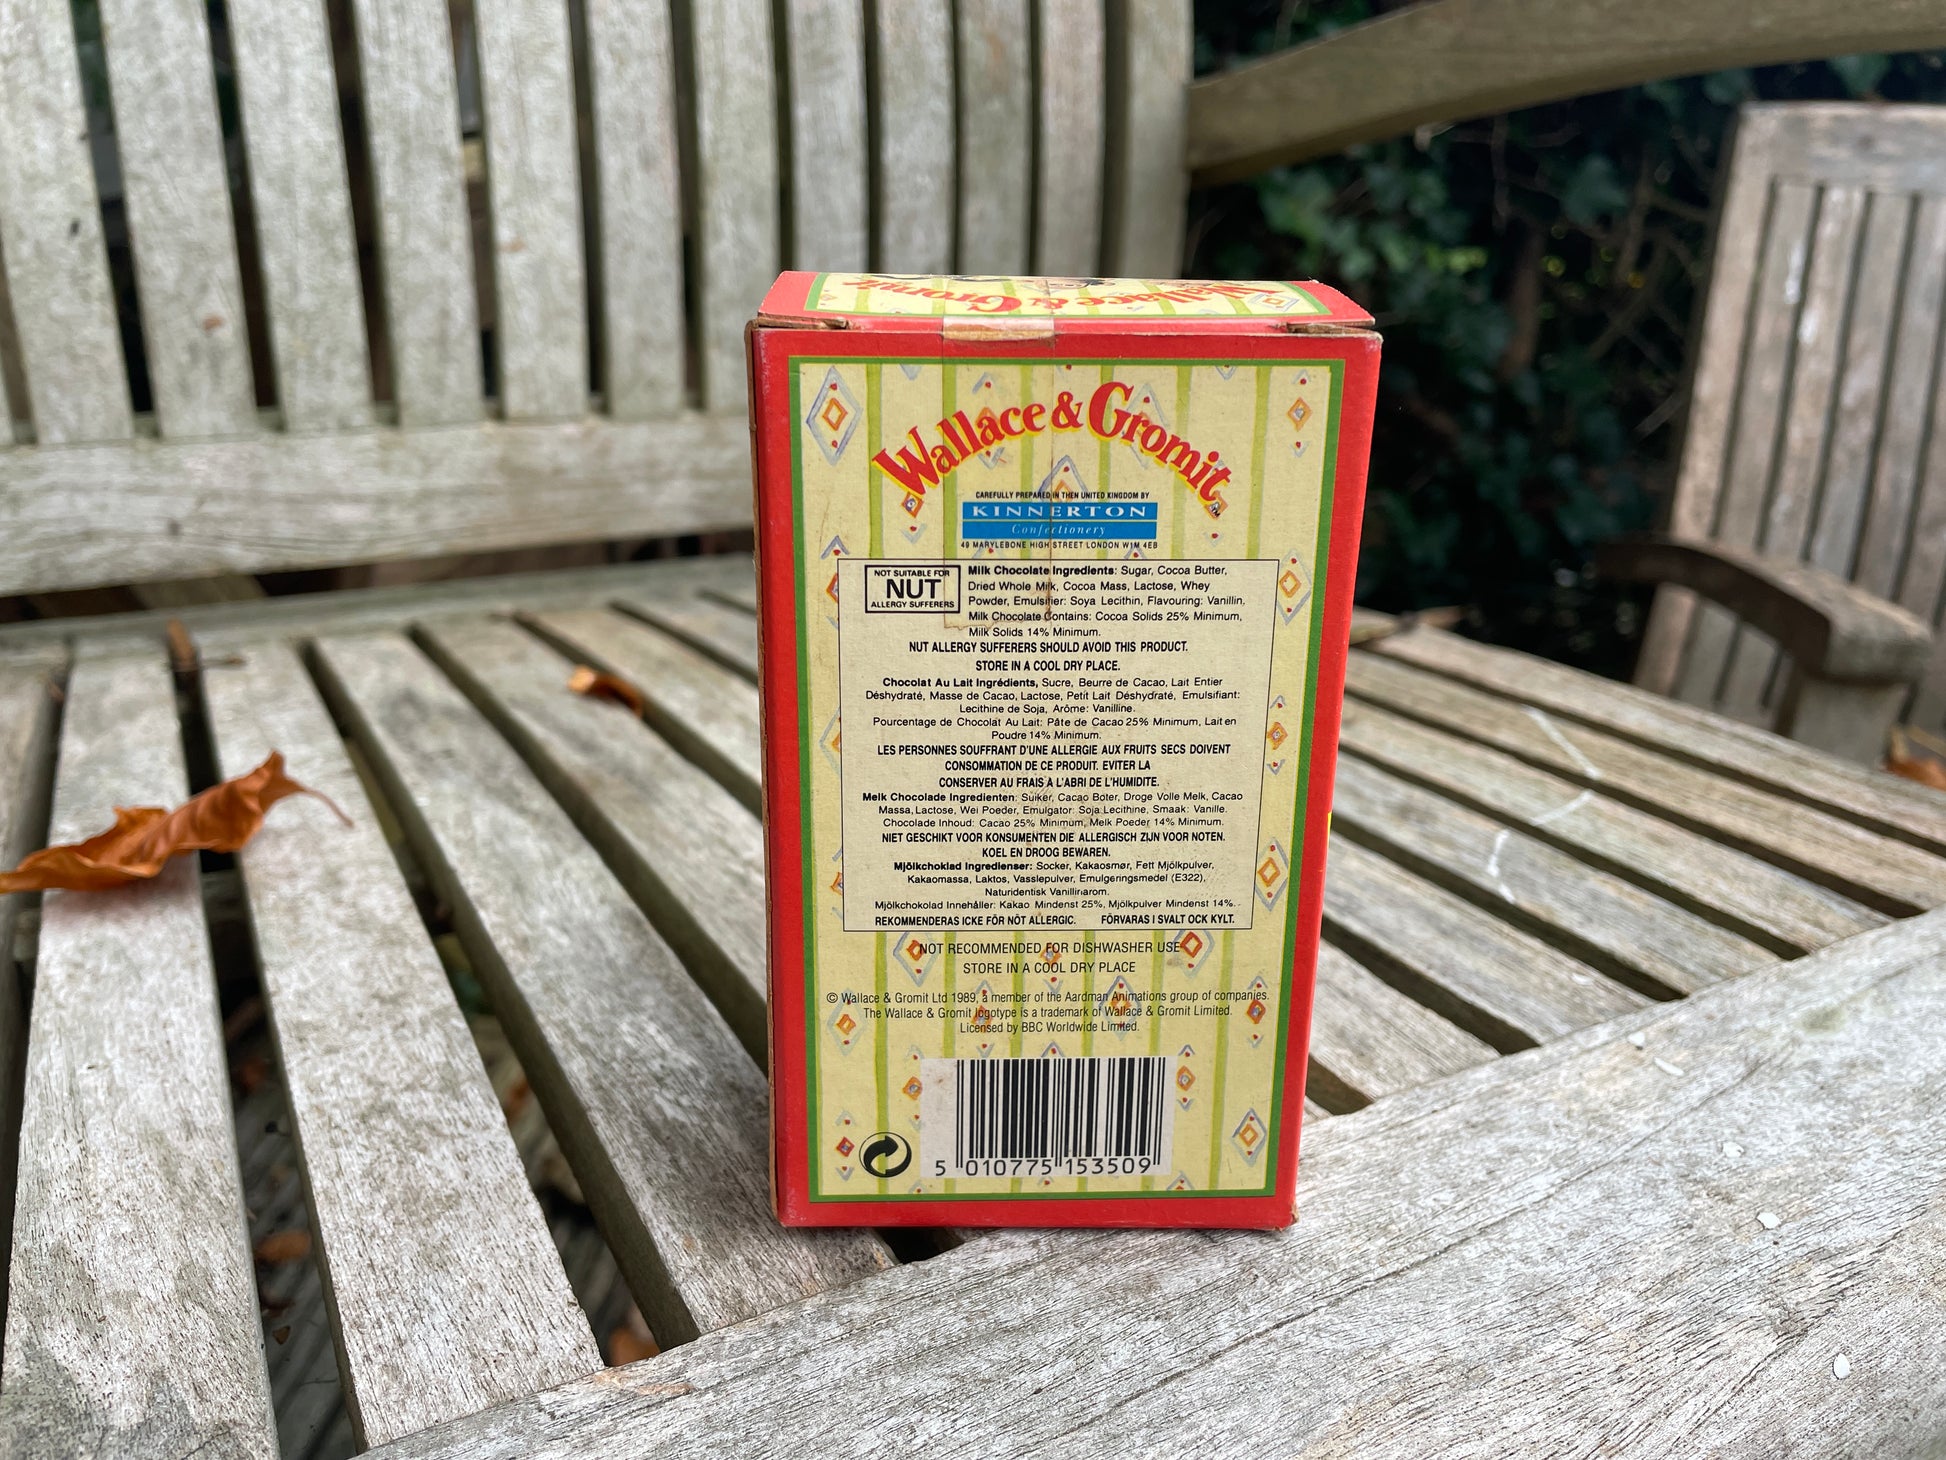 Wallace & Gromit
Wallace & Gromit
CAREFULLY PREPARED IN THEN UNITED KINGDOM BY
KINNERTON
Confectionery
49 MARYLEBONE HIGH STREET LONDON W1M 4EB
NOT SUITABLE FOR
NUT
ALLERGY SUFFERERS
Milk Chocolate Ingredients: Sugar, Cocoa Butter,
Dried Whole Milk, Cocoa Mass, Lactose, Whey
Powder, Emulsifier: Soya Lecithin, Flavouring: Vanillin,
Milk Chocolate Contains: Cocoa Solids 25% Minimum,
Milk Solids 14% Minimum.
NUT ALLERGY SUFFERERS SHOULD AVOID THIS PRODUCT.
STORE IN A COOL DRY PLACE.
Chocolat Au Lait Ingrédients, Sucre, Beurre de Cacao, Lait Entier
Déshydraté, Masse de Cacao, Lactose, Petit Lait Déshydraté, Emulsifiant:
Lecithine de Soja, Arôme: Vanilline.
Pourcentage de Chocolat Au Lait: Pâte de Cacao 25% Minimum, Lait en
Poudre 14% Minimum.
LES PERSONNES SOUFFRANT D'UNE ALLERGIE AUX FRUITS SECS DOIVENT
CONSOMMATION DE CE PRODUIT. EVITER LA
CONSERVER AU FRAIS A L'ABRI DE L'HUMIDITE.
Melk Chocolade Ingredienten: Suiker, Cacao Boter, Droge Volle Melk, Cacao
Massa, Lactose, Wei Poeder, Emulgator: Soja Lecithine, Smaak: Vanille.
Chocolade Inhoud: Cacao 25% Minimum, Melk Poeder 14% Minimum.
NIET GESCHIKT VOOR KONSUMENTEN DIE ALLERGISCH ZIJN VOOR NOTEN.
KOEL EN DROOG BEWAREN.
Mjölkchoklad Ingredienser: Socker, Kakaosmør, Fett Mjölkpulver,
Kakaomassa, Laktos, Vasslepulver, Emulgeringsmedel (E322),
Naturidentisk Vanillinarom.
Mjölkchokolad Innehåller: Kakao Mindenst 25%, Mjölkpulver Mindenst 14%.
REKOMMENDERAS ICKE FÖR NÖT ALLERGIC. FÖRVARAS I SVALT OCK KYLT.
NOT RECOMMENDED FOR DISHWASHER USE
STORE IN A COOL DRY PLACE
© Wallace & Gromit Ltd 1989, a member of the Aardman Animations group of companies.
The Wallace & Gromit logotype is a trademark of Wallace & Gromit Limited.
Licensed by BBC Worldwide Limited.
5 010775 153509